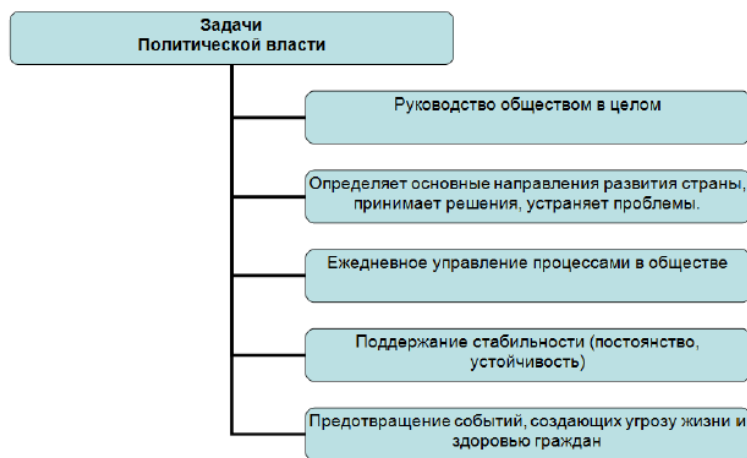 Задачи
Политической власти
Руководство обществом в целом
Определяет основные направления развития страны,
принимает решения, устраняет проблемы.
Ежедневное управление процессами в обществе
Поддержание стабильности (постоянство,
устойчивость)
Предотвращение событий, создающих угрозу жизни и
здоровью граждан